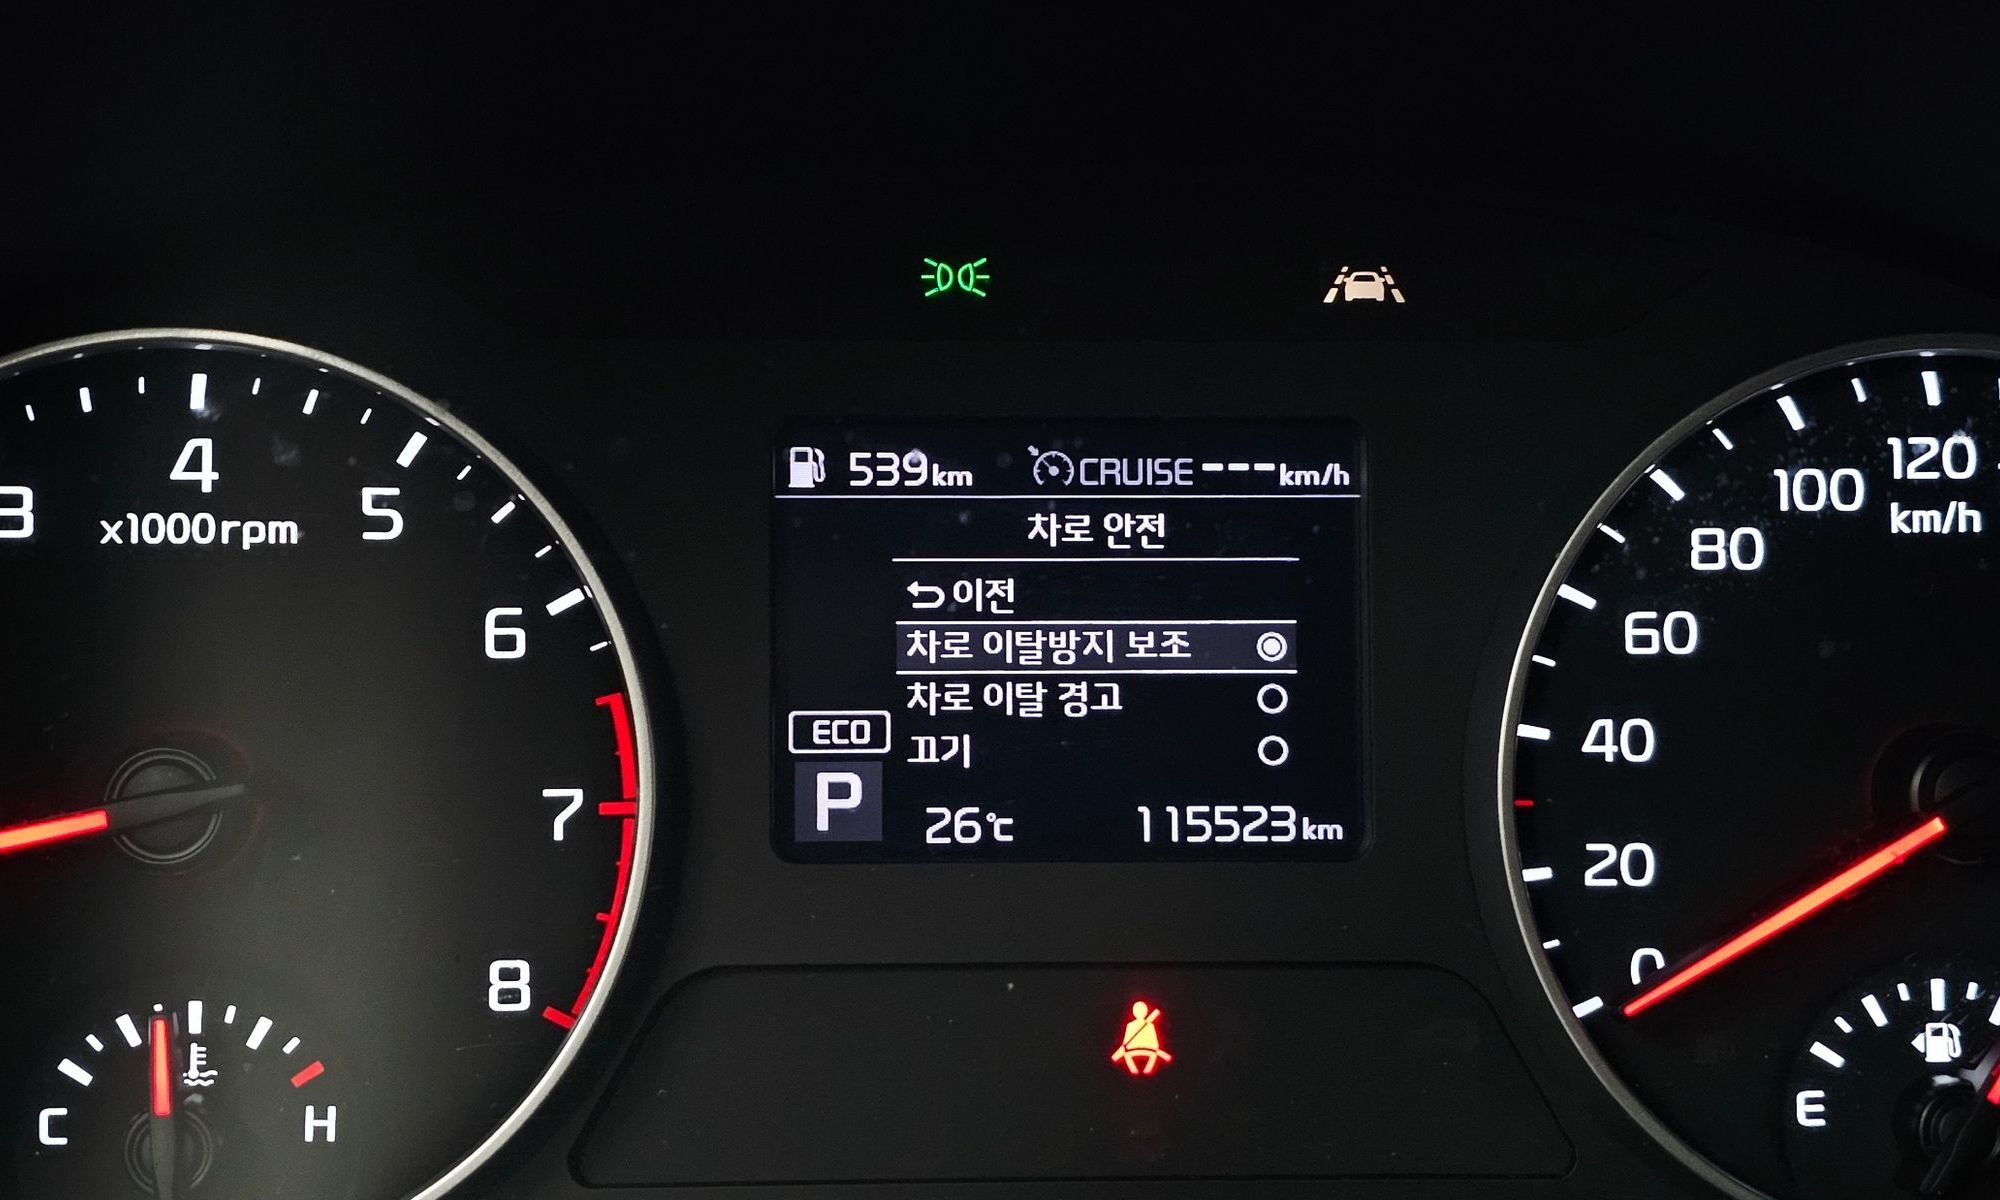 539km CRUISE ---km/h
차로 안전
이전
차로 이탈방지 보조
차로 이탈 경고
끄기
ECO
P
26℃ 115523km
3
4
5
6
7
8
x1000rpm
C H
120
100
80
60
40
20
0
km/h
E